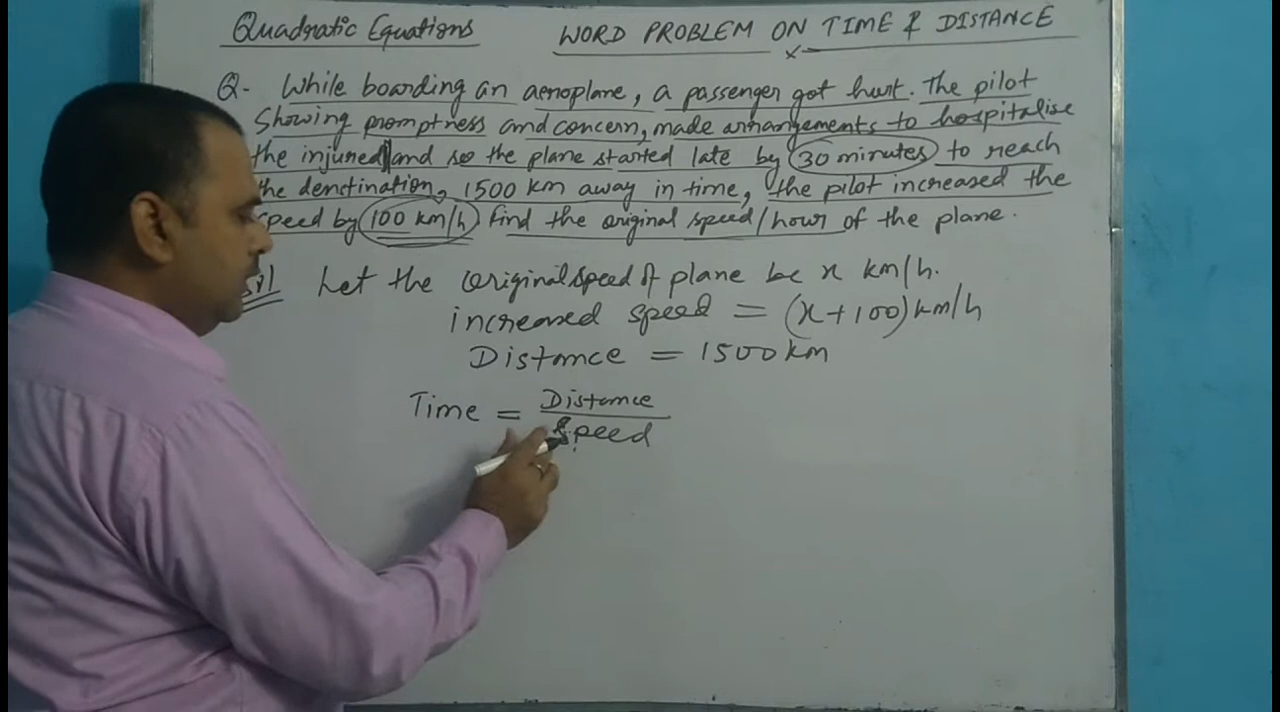 Quadratic Equations WORD PROBLEM ON TIME & DISTANCE
Q. While boarding an aeroplane, a passenger got hurt. The pilot
Showing promptness and concern, made arrangements to hospitalise
the injured and so the plane started late by 30 minutes to reach
the denctination, 1500 km away in time, the pilot increased the
speed by 100 km/h Find the original speed/hour of the plane.
Sol Let the original speed of plane be x km/h.
increased speed = (x+100) km/h
Distance = 1500 km
Time = Distance
Speed